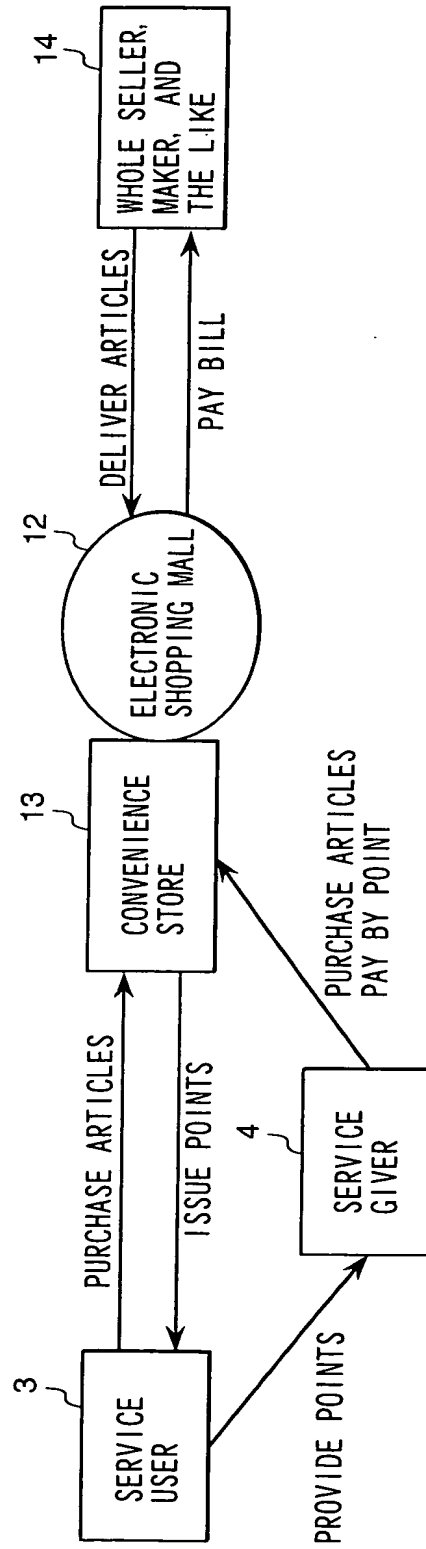 3
SERVICE
USER
PURCHASE ARTICLES
ISSUE POINTS
PROVIDE POINTS
4
SERVICE
GIVER
PURCHASE ARTICLES
PAY BY POINT
13
CONVENIENCE
STORE
12
ELECTRONIC
SHOPPING MALL
DELIVER ARTICLES
PAY BILL
14
WHOLE SELLER,
MAKER, AND
THE LIKE